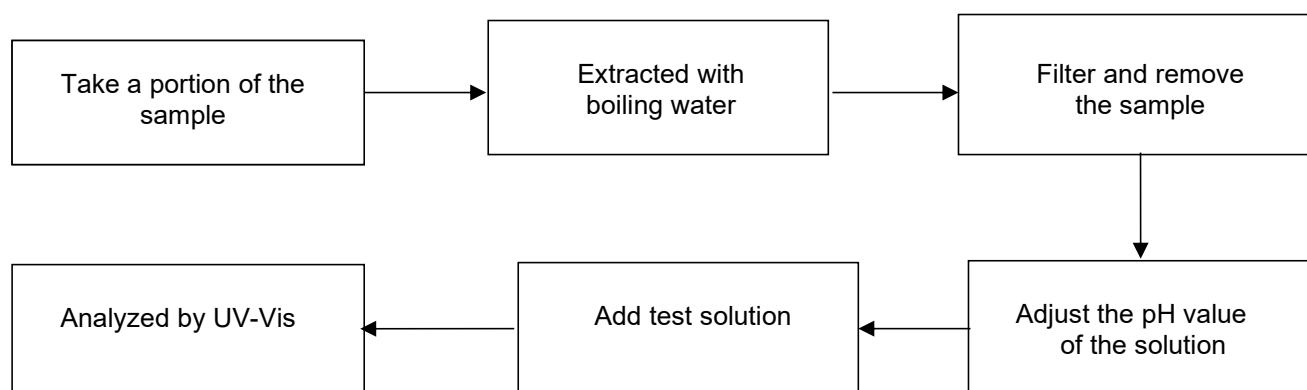 Take a portion of the
sample
Extracted with
boiling water
Filter and remove
the sample
Adjust the pH value
of the solution
Add test solution
Analyzed by UV-Vis